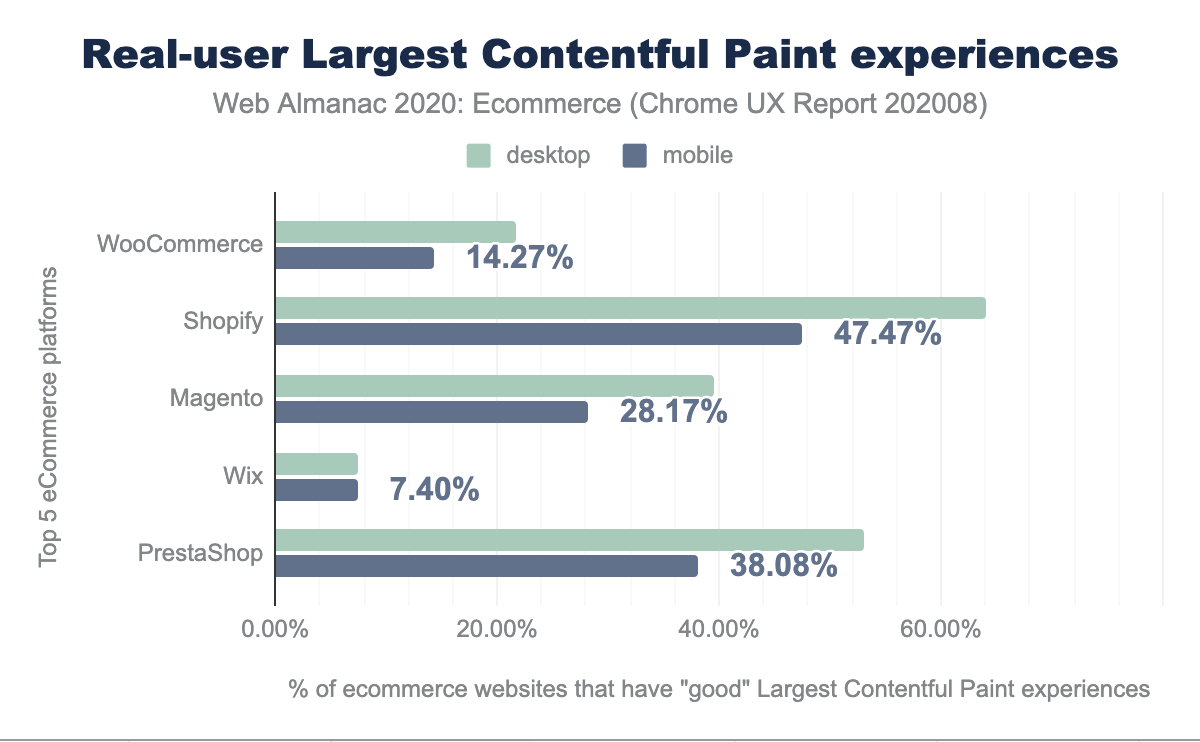 Real-user Largest Contentful Paint experiences
Web Almanac 2020: Ecommerce (Chrome UX Report 202008)
desktop
mobile
Top 5 eCommerce platforms
WooCommerce
14.27%
Shopify
47.47%
Magento
28.17%
Wix
7.40%
PrestaShop
38.08%
0.00%
20.00%
40.00%
60.00%
% of ecommerce websites that have "good" Largest Contentful Paint experiences